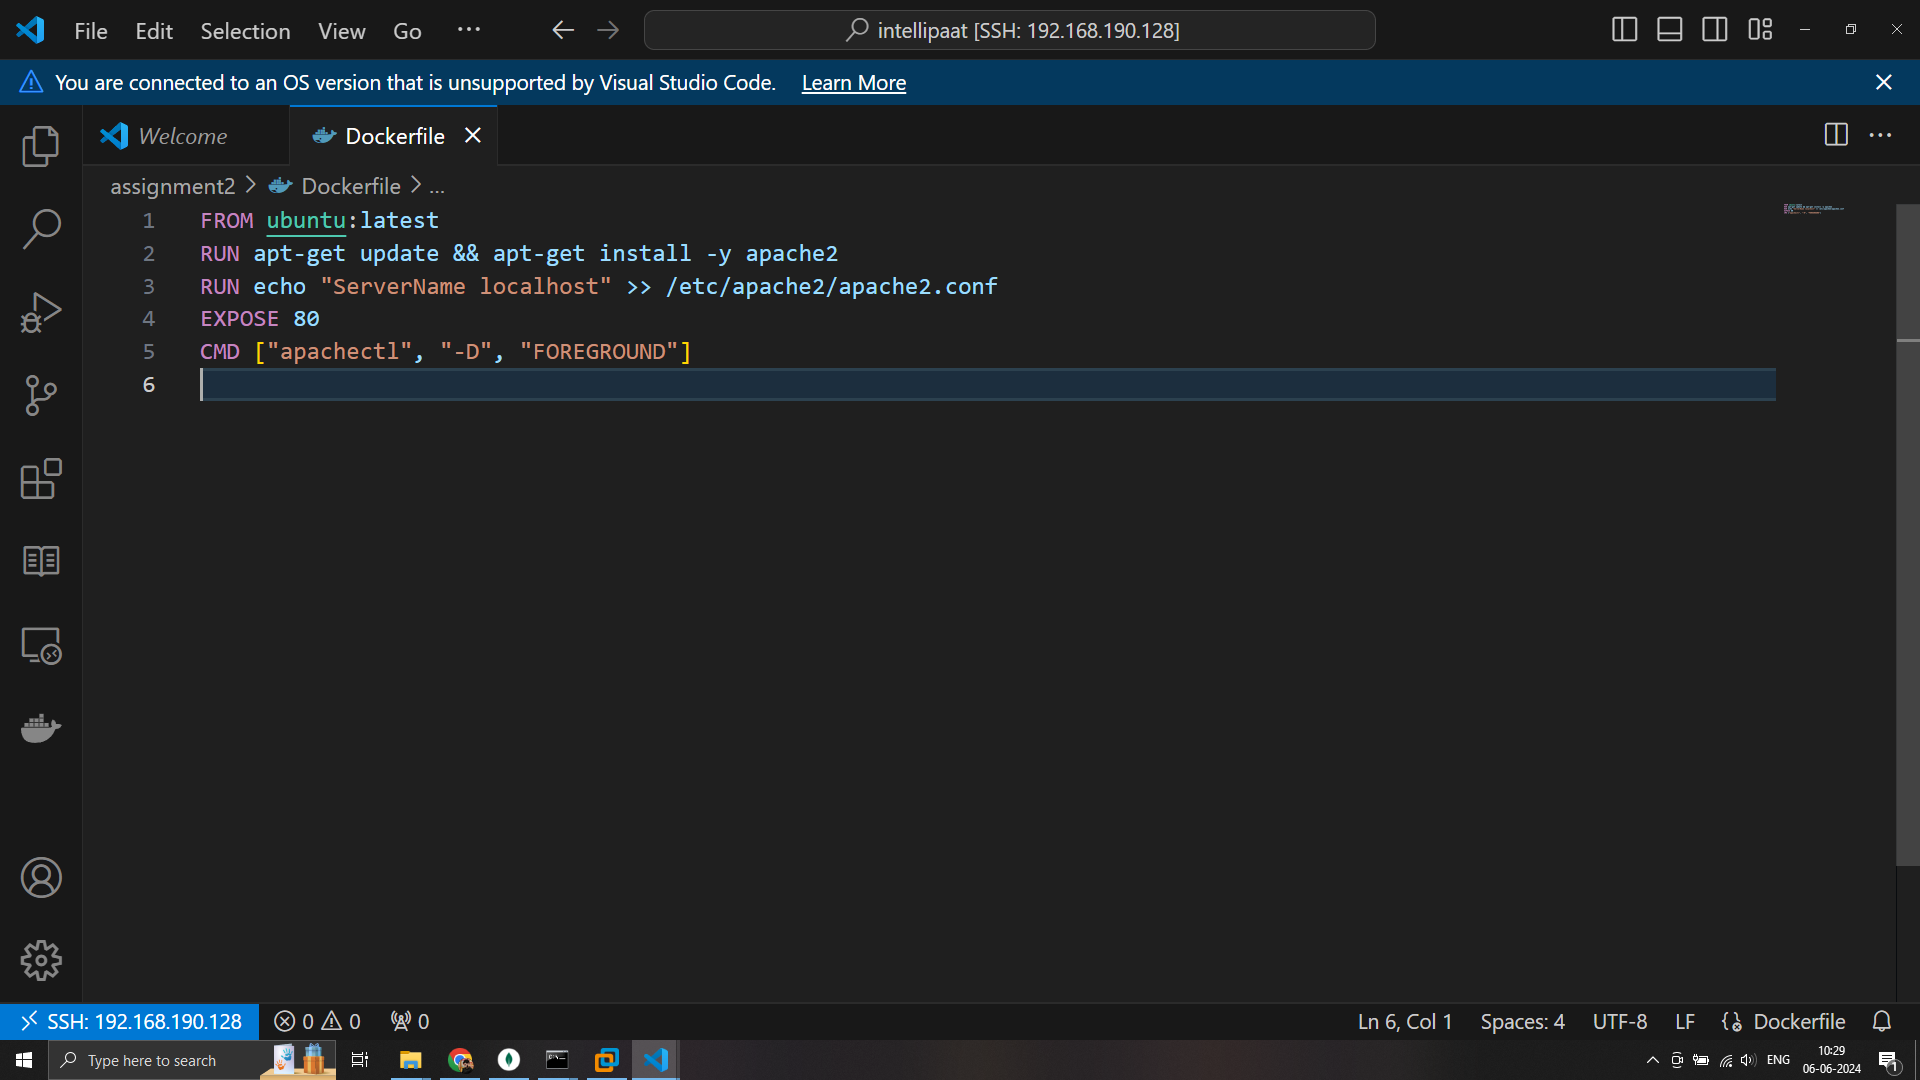 File Edit Selection View Go ··· intellipaat [SSH: 192.168.190.128]
You are connected to an OS version that is unsupported by Visual Studio Code. Learn More
Welcome Dockerfile
assignment2 > Dockerfile > ...
1 FROM ubuntu:latest
2 RUN apt-get update && apt-get install -y apache2
3 RUN echo "ServerName localhost" >> /etc/apache2/apache2.conf
4 EXPOSE 80
5 CMD ["apachectl", "-D", "FOREGROUND"]
6
SSH: 192.168.190.128 0 0 0 Ln 6, Col 1 Spaces: 4 UTF-8 LF {} Dockerfile
Type here to search ENG 10:29
06-06-2024 1